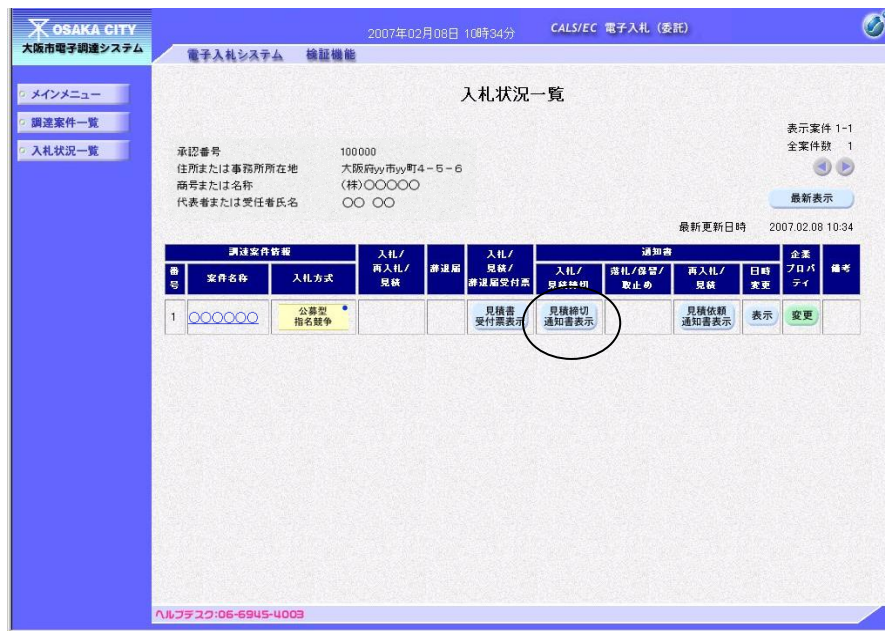 OSAKA CITY
大阪市電子調達システム
2007年02月08日 10時34分
CALS/EC 電子入札（委託）
電子入札システム 検証機能
メインメニュー
調達案件一覧
入札状況一覧
入札状況一覧
表示案件 1-1
全案件数 1
承認番号 100000
住所または事務所所在地 大阪府yy市yy町4－5－6
商号または名称 (株)〇〇〇〇〇
代表者または受任者氏名 〇〇 〇〇
最新表示
最新更新日時 2007.02.08 10:34
調達案件情報
番号
案件名称
入札方式
入札/
再入札/
見積
辞退届
入札/
見積/
辞退届受付票
通知書
入札/
見積締切
落札/保留/
取止め
再入札/
見積
日時
変更
企業
プロパ
ティ
備考
1
〇〇〇〇〇〇
公募型
指名競争
見積書
受付票表示
見積締切
通知書表示
見積依頼
通知書表示
表示
変更
ヘルプデスク:06-6945-4003